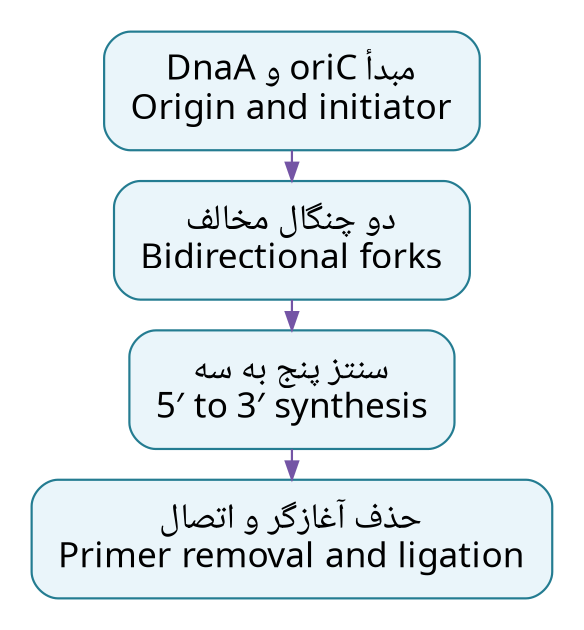 مبدأ oriC و DnaA
Origin and initiator
دو چنگال مخالف
Bidirectional forks
سنتز پنج به سه
5′ to 3′ synthesis
حذف آغازگر و اتصال
Primer removal and ligation